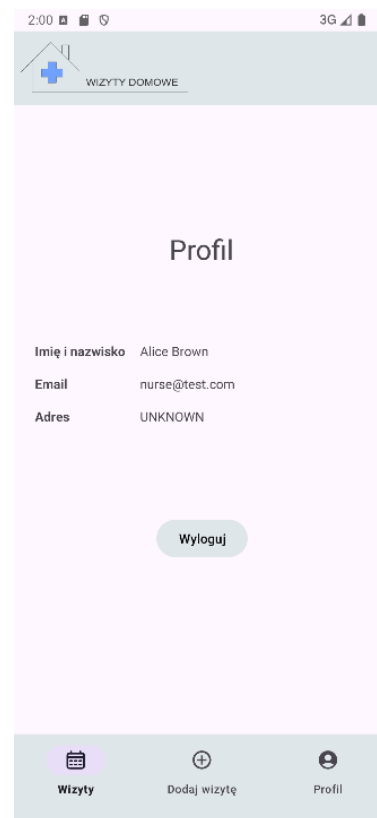 2:00 3G
WIZYTY DOMOWE
Profil
Imię i nazwisko Alice Brown
Email nurse@test.com
Adres UNKNOWN
Wyloguj
Wizyty Dodaj wizytę Profil